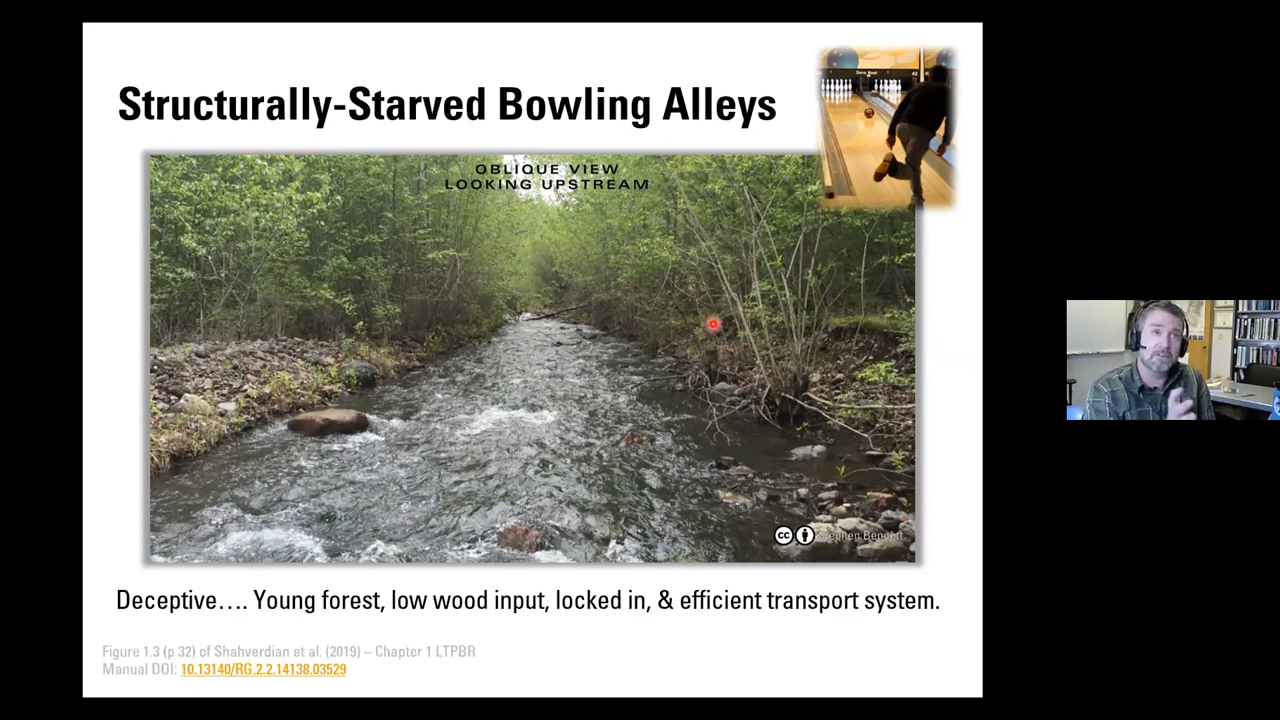 Structurally-Starved Bowling Alleys
OBLIQUE VIEW
LOOKING UPSTREAM
Stephen Bennett
Deceptive…. Young forest, low wood input, locked in, & efficient transport system.
Figure 1.3 (p 32) of Shahverdian et al. (2019) – Chapter 1 LTPBR
Manual DOI: 10.13140/RG.2.2.14138.03529